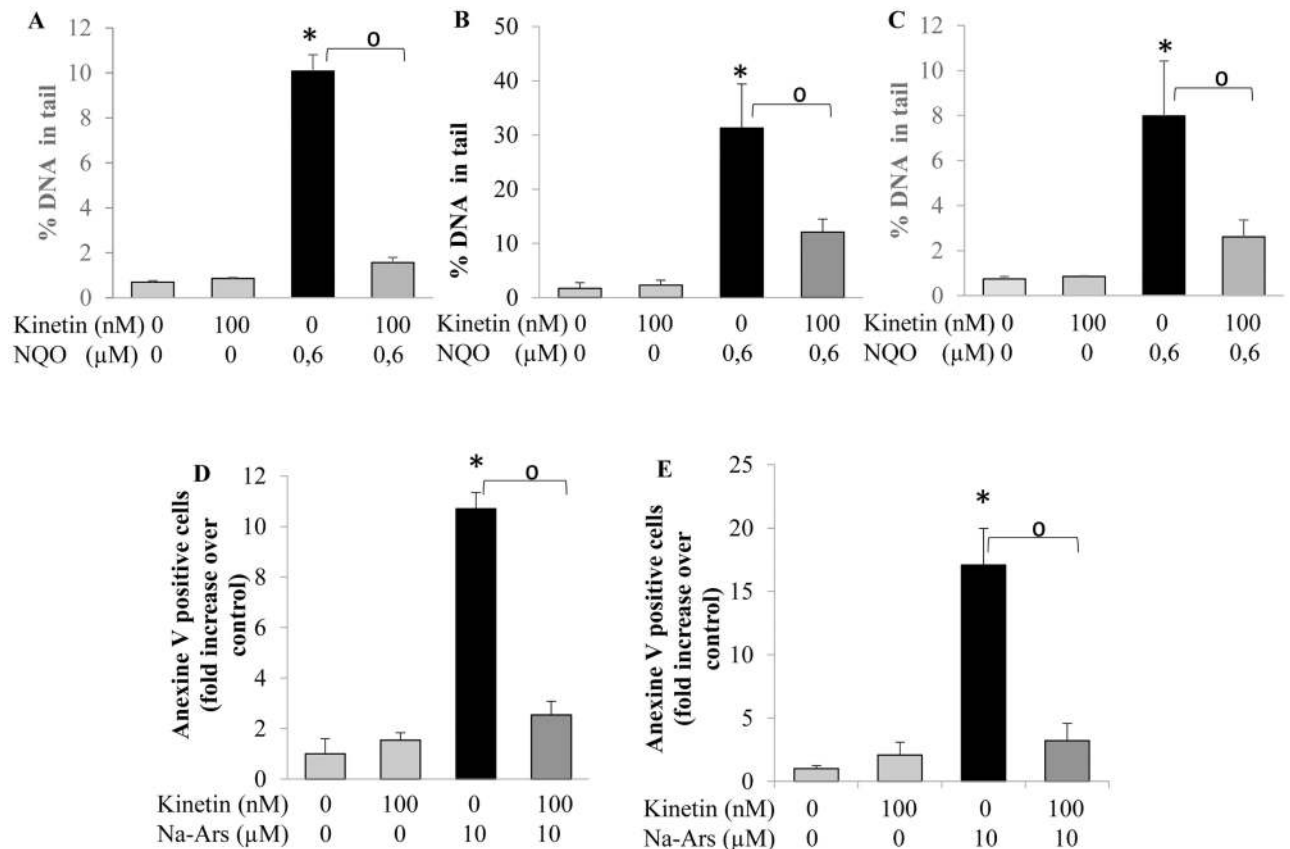 A
% DNA in tail
12
10
8
6
4
2
0
*
o
Kinetin (nM) 0 100 0 100
NQO (µM) 0 0 0,6 0,6
B
% DNA in tail
50
40
30
20
10
0
*
o
Kinetin (nM) 0 100 0 100
NQO (µM) 0 0 0,6 0,6
C
% DNA in tail
12
10
8
6
4
2
0
*
o
Kinetin (nM) 0 100 0 100
NQO (µM) 0 0 0,6 0,6
D
Anexine V positive cells
(fold increase over
control)
12
10
8
6
4
2
0
*
o
Kinetin (nM) 0 100 0 100
Na-Ars (µM) 0 0 10 10
E
Anexine V positive cells
(fold increase over
control)
25
20
15
10
5
0
*
o
Kinetin (nM) 0 100 0 100
Na-Ars (µM) 0 0 10 10